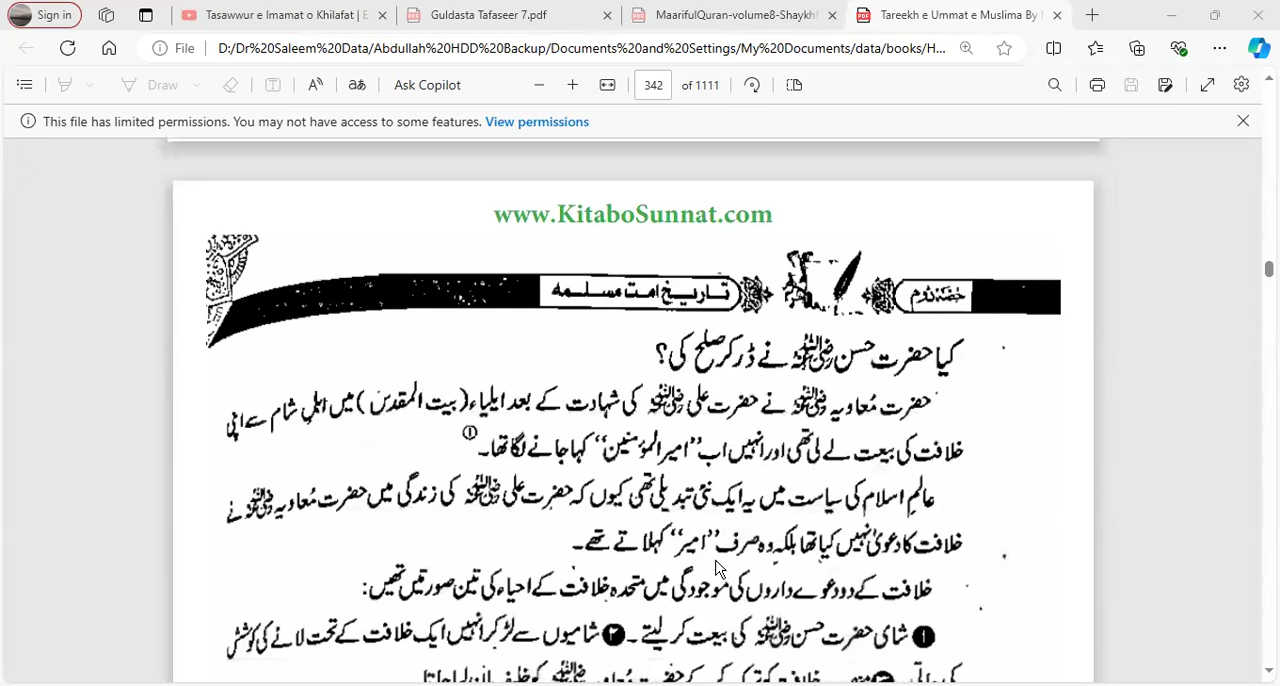 Sign in
Tasawwur e Imamat o Khilafat | E
Guldasta Tafaseer 7.pdf
MaarifulQuran-volume8-Shaykh
Tareekh e Ummat e Muslima By
File
D:/Dr%20Saleem%20Data/Abdullah%20HDD%20Backup/Documents%20and%20Settings/My%20Documents/data/books/H...
Draw
Ask Copilot
342 of 1111
This file has limited permissions. You may not have access to some features. View permissions
www.KitaboSunnat.com
حصہ دوم
تاریخ امت مسلمہ
کیا حضرت حسن رضی اللہ عنہ نے ڈر کر صلح کی؟
حضرت مُعاویہ رضی اللہ عنہ نے حضرت علی رضی اللہ عنہ کی شہادت کے بعد ایلیاء (بیت المقدس) میں اہلِ شام سے اپنی
خلافت کی بیعت لے لی تھی اور انہیں اب ”امیر المؤمنین“ کہا جانے لگا تھا۔ ①
عالمِ اسلام کی سیاست میں یہ ایک نئی تبدیلی تھی کیوں کہ حضرت علی رضی اللہ عنہ کی زندگی میں حضرت مُعاویہ رضی اللہ عنہ نے
خلافت کا دعویٰ نہیں کیا تھا بلکہ وہ صرف ”امیر“ کہلاتے تھے۔
خلافت کے دو دعوے داروں کی موجودگی میں متحدہ خلافت کے احیاء کی تین صورتیں تھیں:
❶ شامی حضرت حسن رضی اللہ عنہ کی بیعت کر لیتے۔ ❷ شامیوں سے لڑ کر انہیں ایک خلافت کے تحت لانے کی کوشش